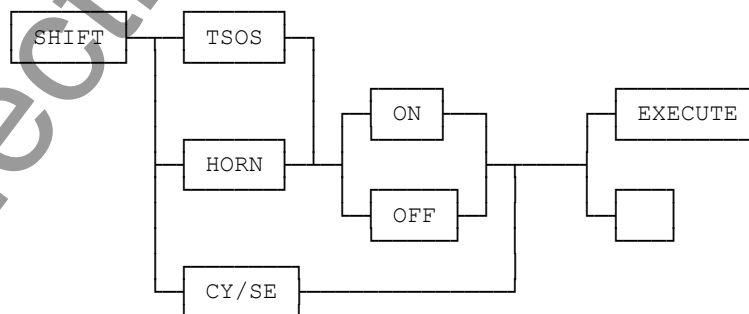 SHIFT
TSOS
ON
EXECUTE
HORN
OFF
CY/SE